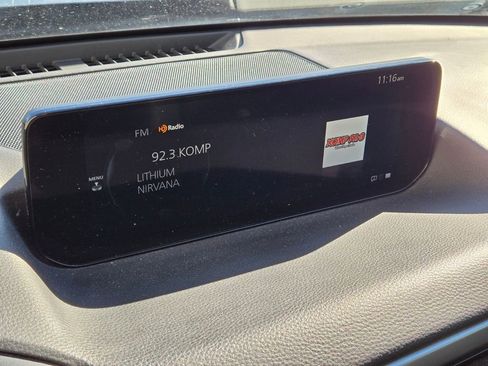 11:16am
FM HD Radio
92.3 KOMP
MENU
LITHIUM
NIRVANA